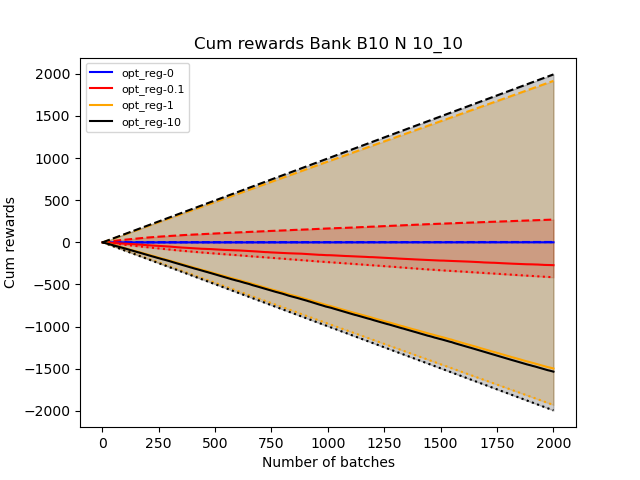 Cum rewards Bank B10 N 10_10
opt_reg-0
opt_reg-0.1
opt_reg-1
opt_reg-10
Cum rewards
2000
1500
1000
500
0
−500
−1000
−1500
−2000
0 250 500 750 1000 1250 1500 1750 2000
Number of batches